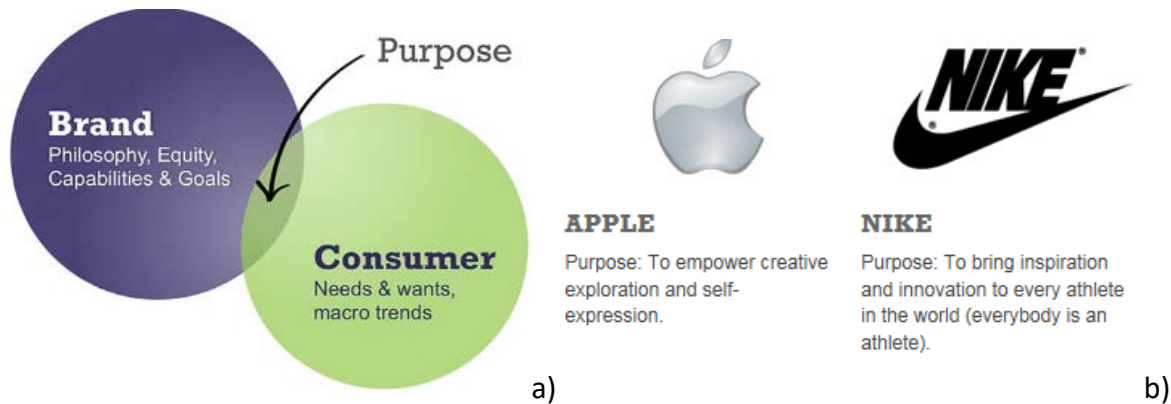 Purpose
Brand
Philosophy, Equity,
Capabilities & Goals
Consumer
Needs & wants,
macro trends
a)
NIKE
®
®
APPLE
Purpose: To empower creative
exploration and self-
expression.
NIKE
Purpose: To bring inspiration
and innovation to every athlete
in the world (everybody is an
athlete).
b)